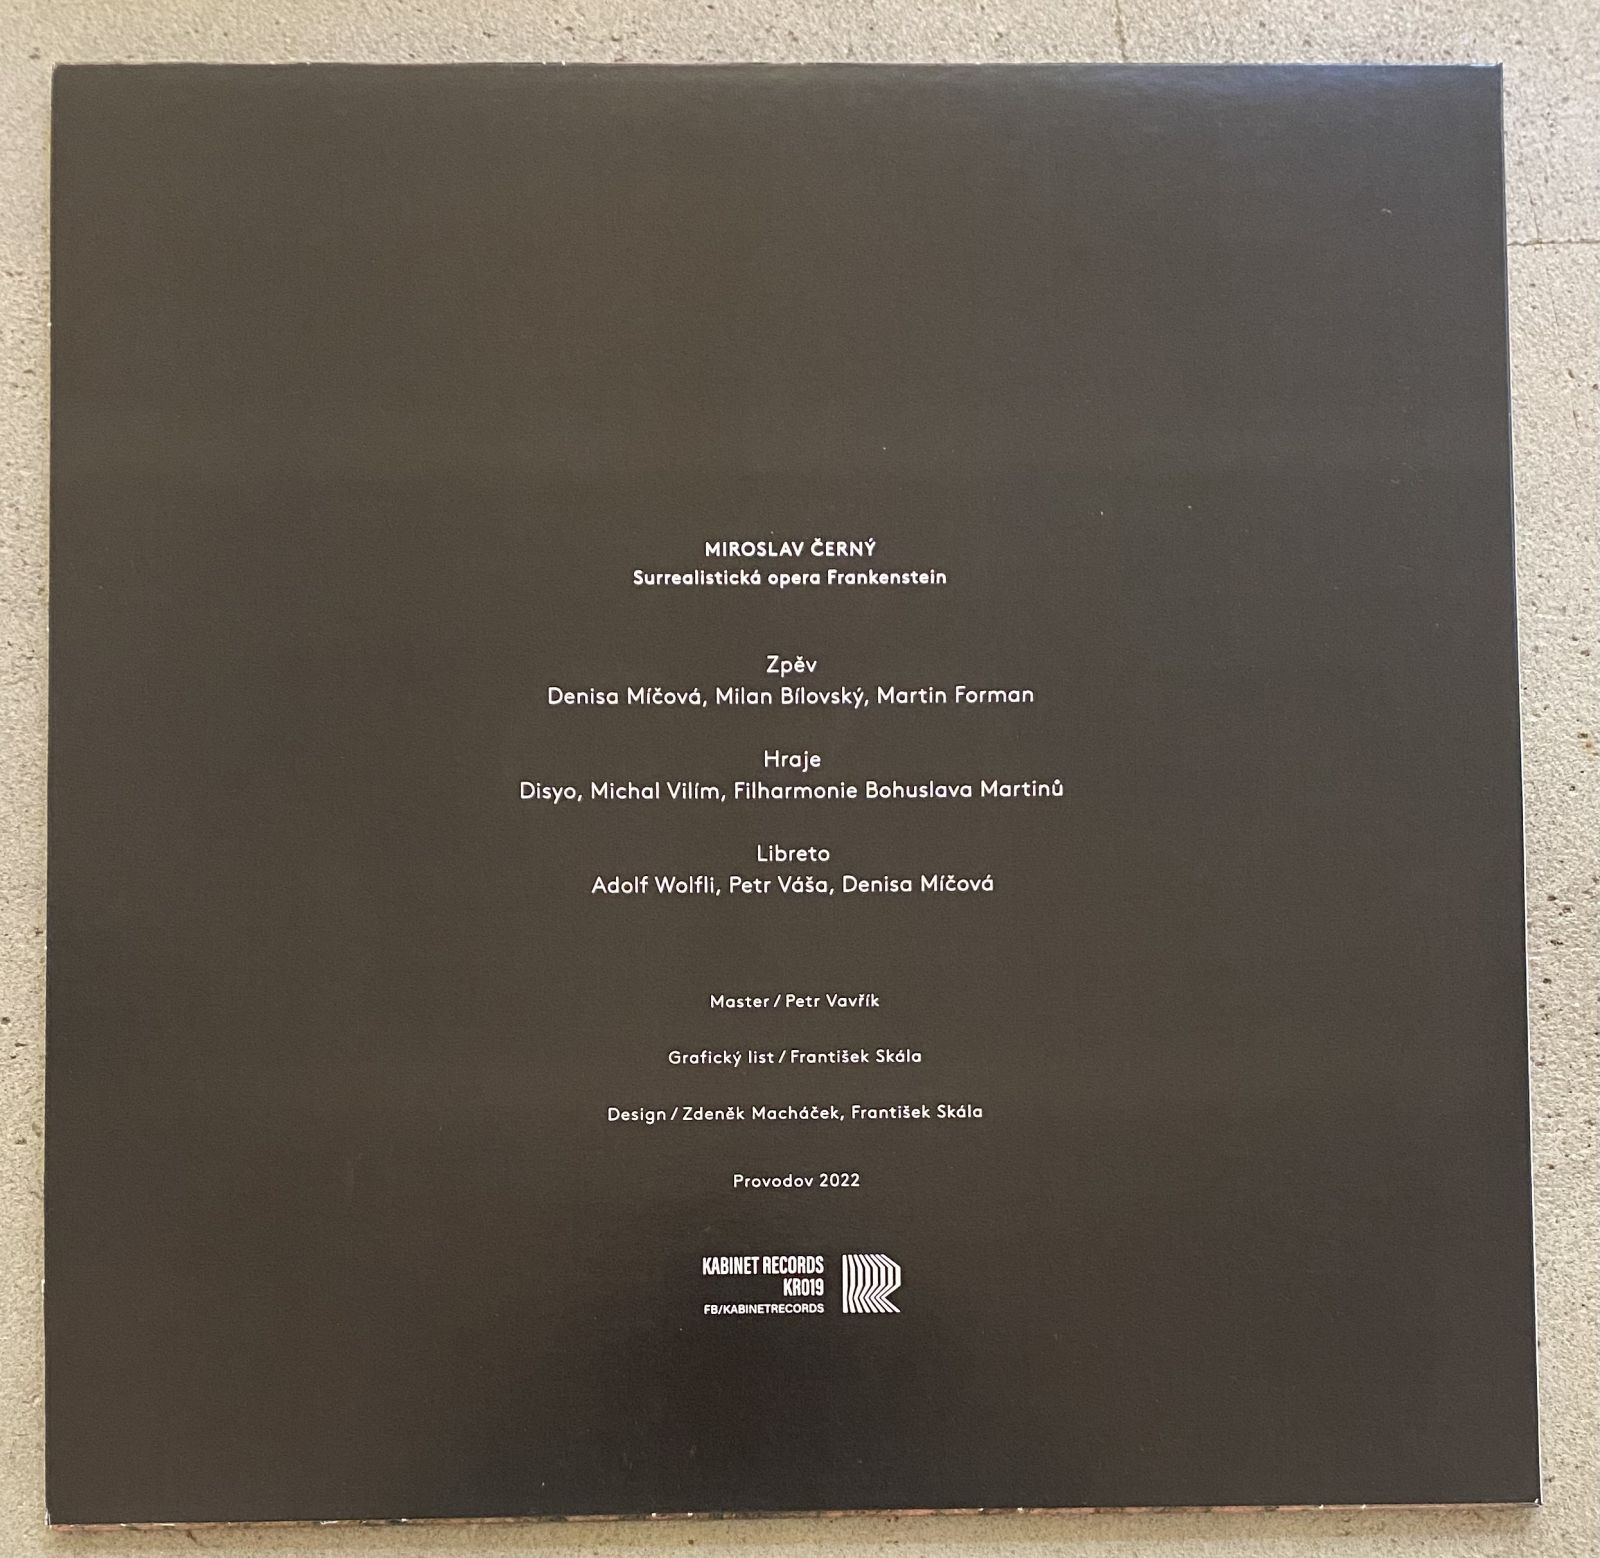 MIROSLAV ČERNÝ
Surrealistická opera Frankenstein
Zpěv
Denisa Míčová, Milan Bílovský, Martin Forman
Hraje
Disyo, Michal Vilím, Filharmonie Bohuslava Martinů
Libreto
Adolf Wolfli, Petr Váša, Denisa Míčová
Master / Petr Vavřík
Grafický list / František Skála
Design / Zdeněk Macháček, František Skála
Provodov 2022
KABINET RECORDS
KR019
FB/KABINETRECORDS